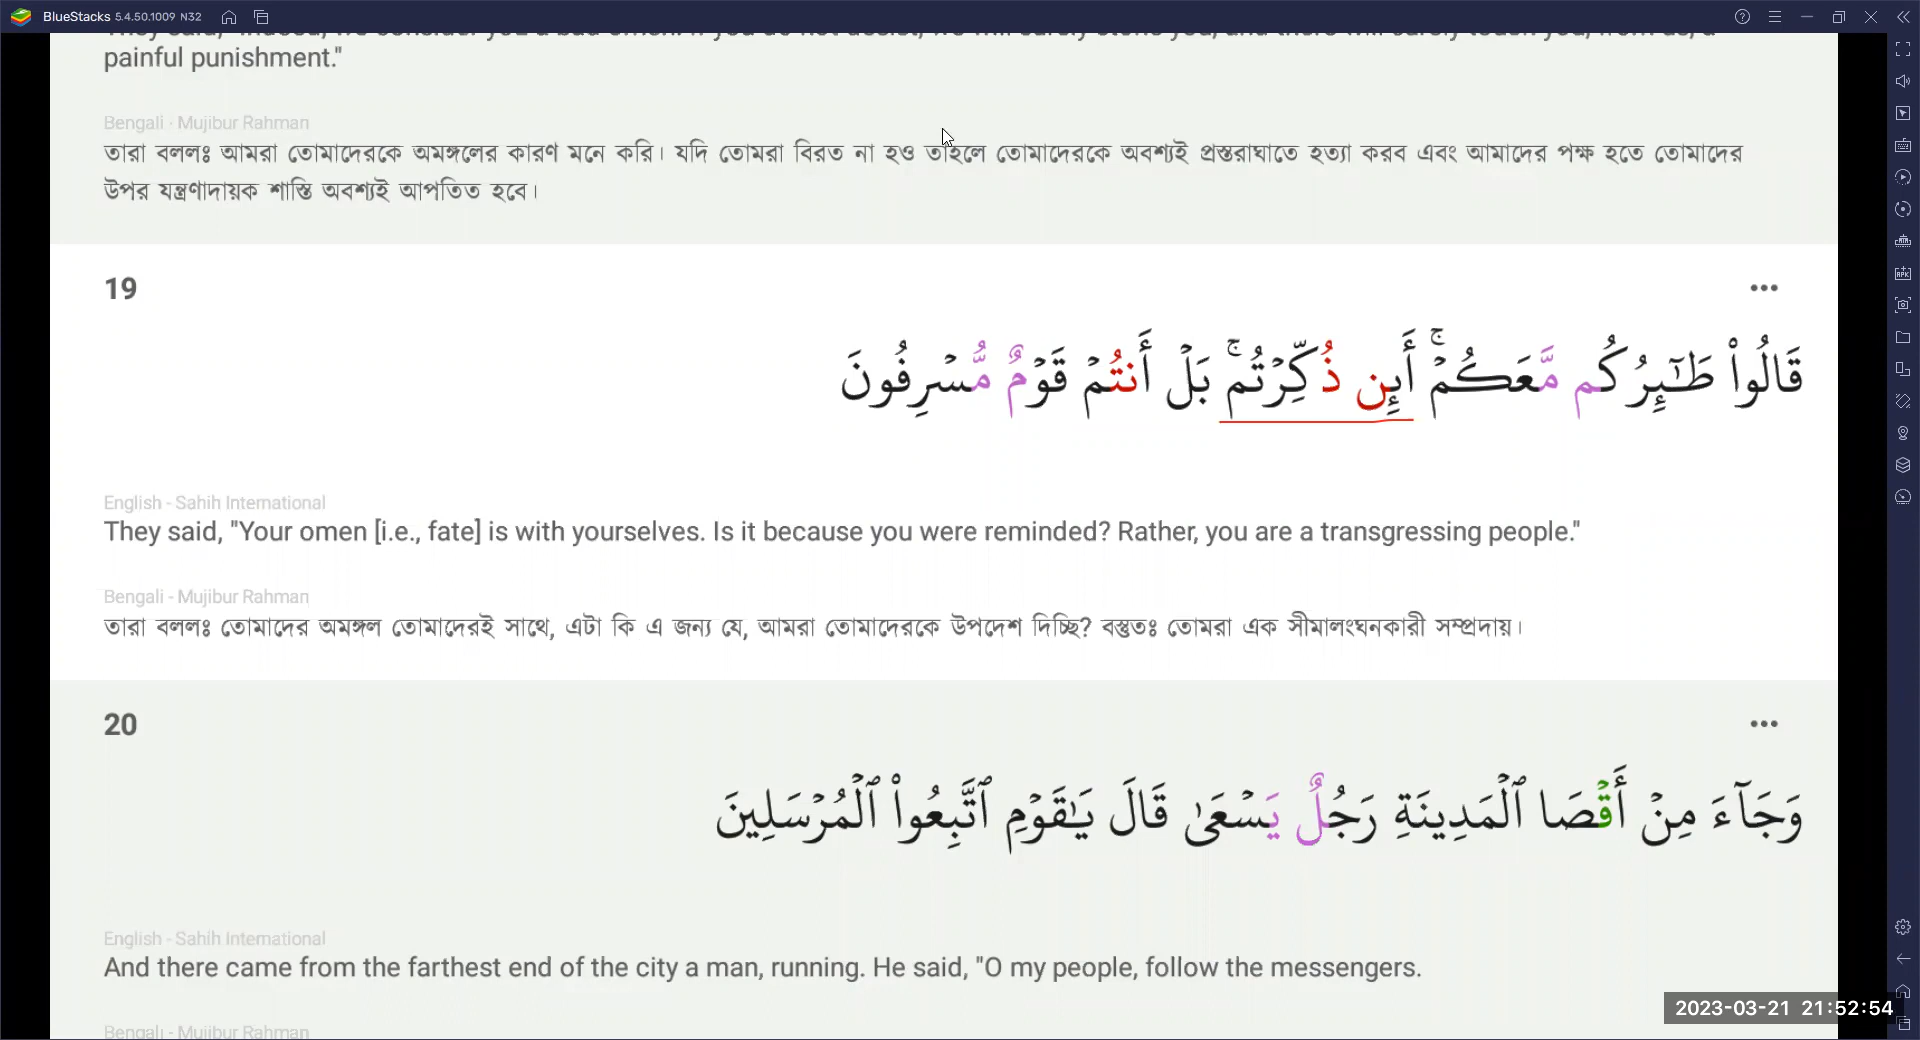 BlueStacks 5.4.50.1009 N32
painful punishment."
Bengali - Mujibur Rahman
তারা বললঃ আমরা তোমাদেরকে অমঙ্গলের কারণ মনে করি। যদি তোমরা বিরত না হও তাহলে তোমাদেরকে অবশ্যই প্রস্তরাঘাতে হত্যা করব এবং আমাদের পক্ষ হতে তোমাদের
উপর যন্ত্রণাদায়ক শাস্তি অবশ্যই আপতিত হবে।
19
قَالُوا۟ طَـٰٓئِرُكُم مَّعَكُمْ ۚ أَئِن ذُكِّرْتُم ۚ بَلْ أَنتُمْ قَوْمٌ مُّسْرِفُونَ
English - Sahih International
They said, "Your omen [i.e., fate] is with yourselves. Is it because you were reminded? Rather, you are a transgressing people."
Bengali - Mujibur Rahman
তারা বললঃ তোমাদের অমঙ্গল তোমাদেরই সাথে, এটা কি এ জন্য যে, আমরা তোমাদেরকে উপদেশ দিচ্ছি? বস্তুতঃ তোমরা এক সীমালংঘনকারী সম্প্রদায়।
20
وَجَآءَ مِنْ أَقْصَا ٱلْمَدِينَةِ رَجُلٌ يَسْعَىٰ قَالَ يَـٰقَوْمِ ٱتَّبِعُوا۟ ٱلْمُرْسَلِينَ
English - Sahih International
And there came from the farthest end of the city a man, running. He said, "O my people, follow the messengers.
2023-03-21 21:52:54
Bengali - Mujibur Rahman